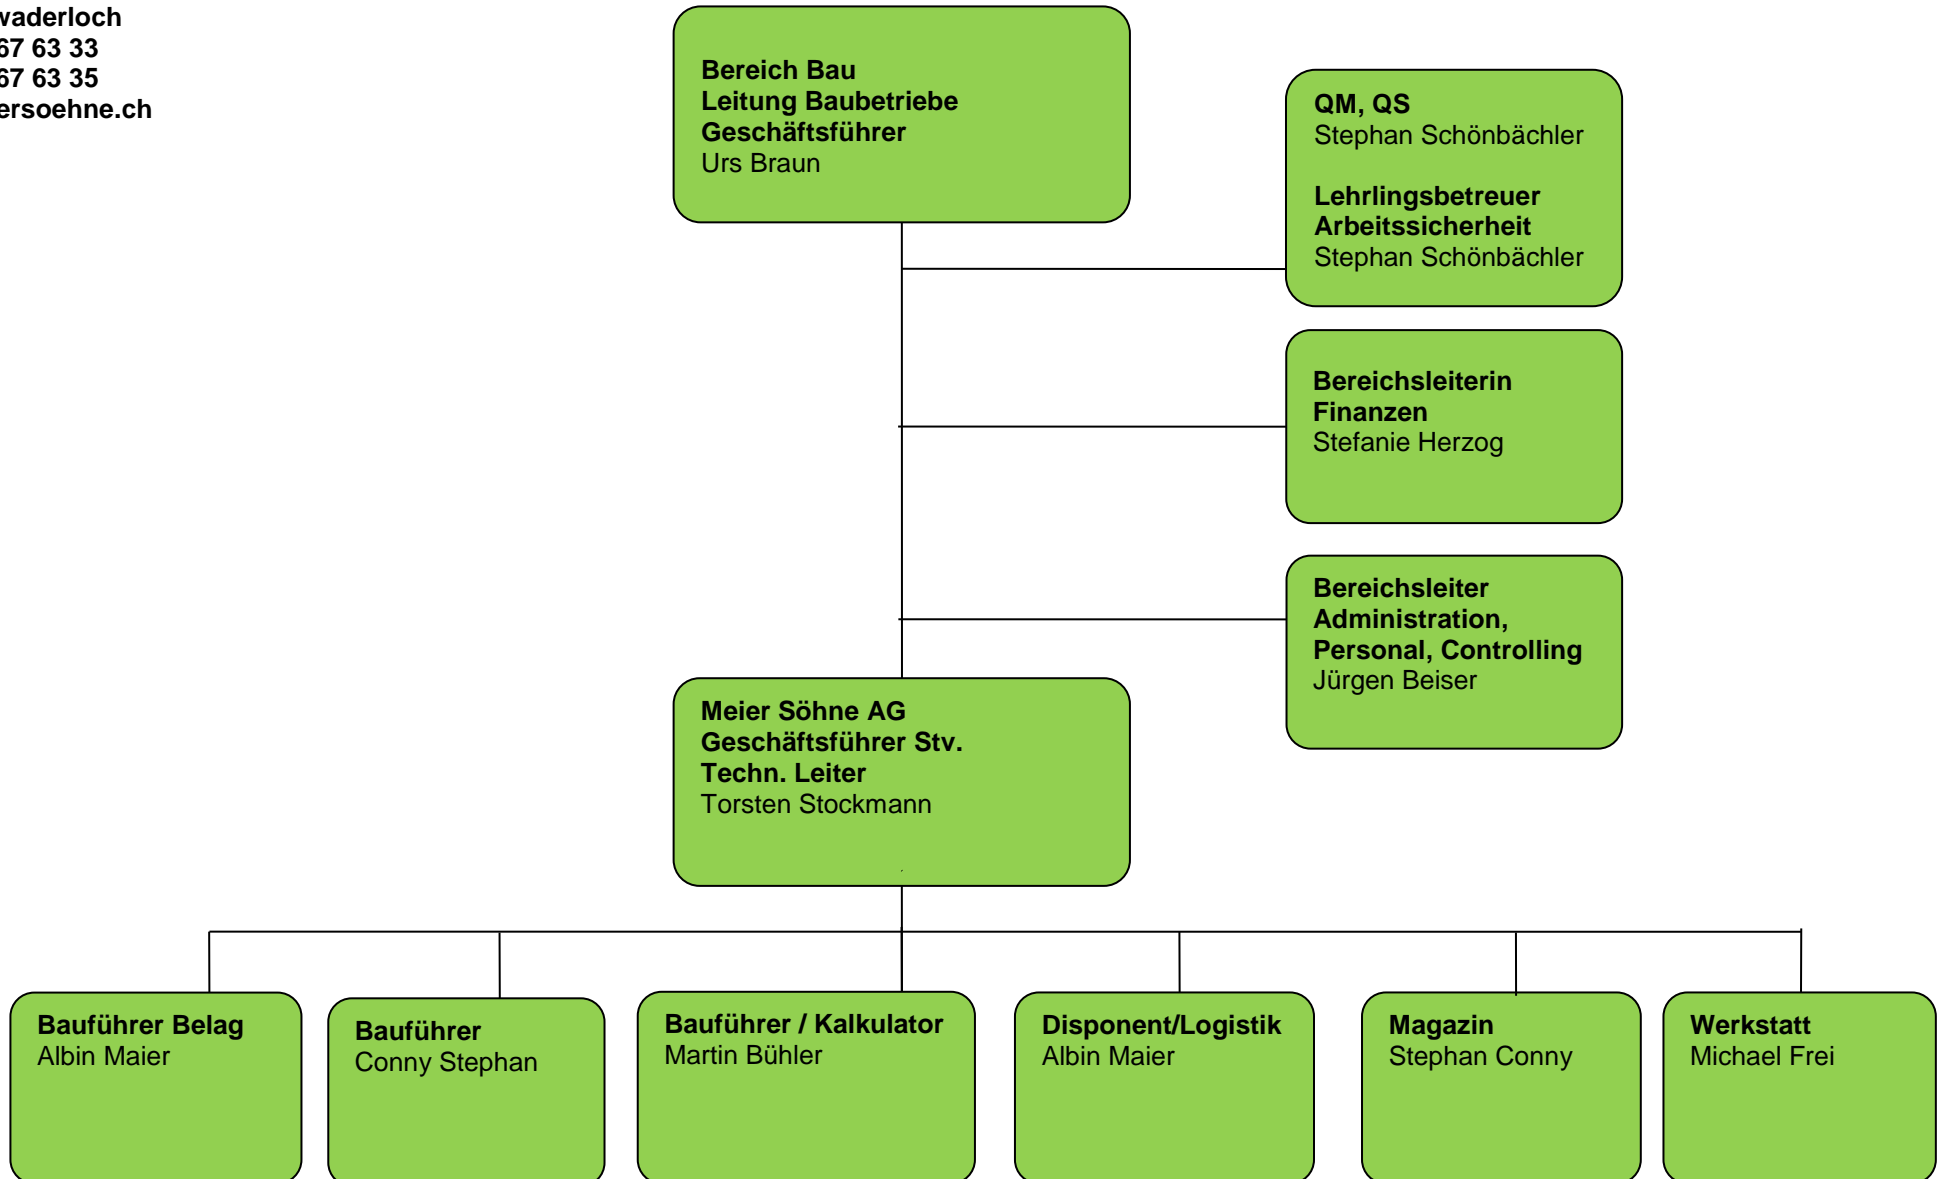 waderloch
67 63 33
67 63 35
ersoehne.ch
Bereich Bau
Leitung Baubetriebe
Geschäftsführer
Urs Braun
QM, QS
Stephan Schönbächler
Lehrlingsbetreuer
Arbeitssicherheit
Stephan Schönbächler
Bereichsleiterin
Finanzen
Stefanie Herzog
Bereichsleiter
Administration,
Personal, Controlling
Jürgen Beiser
Meier Söhne AG
Geschäftsführer Stv.
Techn. Leiter
Torsten Stockmann
Bauführer Belag
Albin Maier
Bauführer
Conny Stephan
Bauführer / Kalkulator
Martin Bühler
Disponent/Logistik
Albin Maier
Magazin
Stephan Conny
Werkstatt
Michael Frei